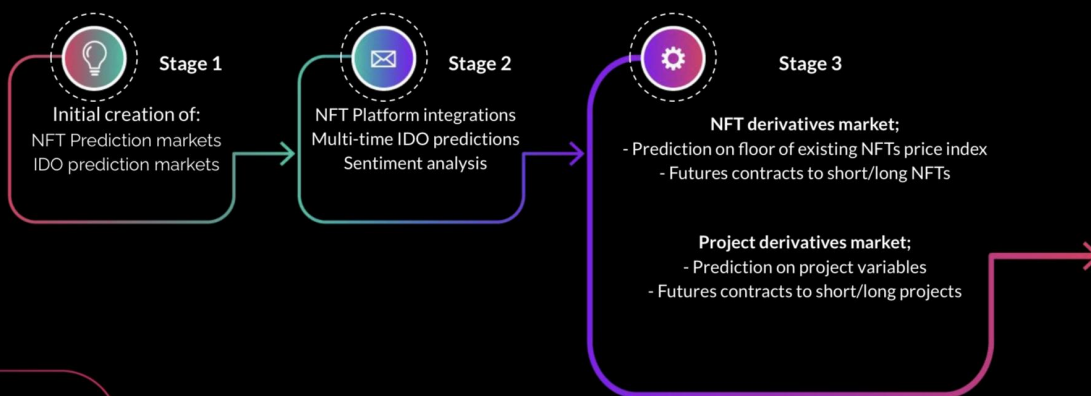 Stage 1
Initial creation of:
NFT Prediction markets
IDO prediction markets
Stage 2
NFT Platform integrations
Multi-time IDO predictions
Sentiment analysis
Stage 3
NFT derivatives market;
- Prediction on floor of existing NFTs price index
- Futures contracts to short/long NFTs
Project derivatives market;
- Prediction on project variables
- Futures contracts to short/long projects